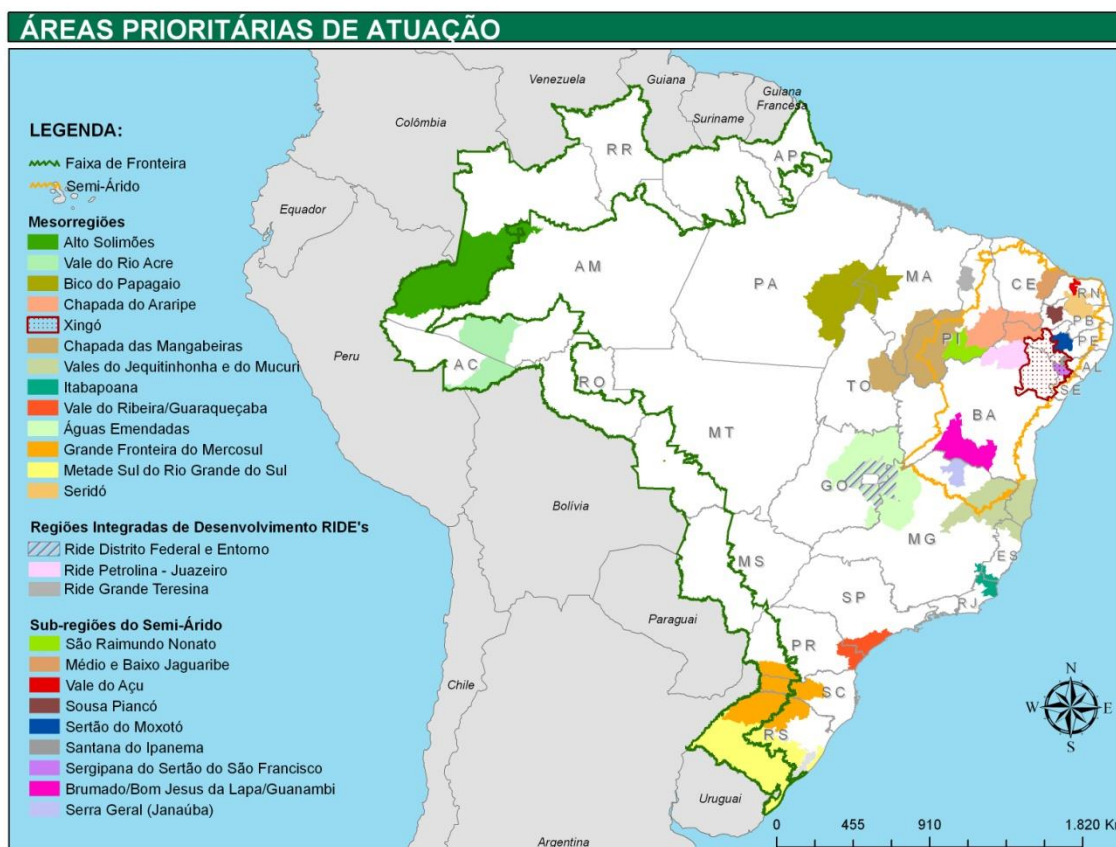 ÁREAS PRIORITÁRIAS DE ATUAÇÃO
LEGENDA:
Faixa de Fronteira
Semi-Árido
Mesorregiões
Alto Solimões
Vale do Rio Acre
Bico do Papagaio
Chapada do Araripe
Xingó
Chapada das Mangabeiras
Vales do Jequitinhonha e do Mucuri
Itabapoana
Vale do Ribeira/Guaraqueçaba
Águas Emendadas
Grande Fronteira do Mercosul
Metade Sul do Rio Grande do Sul
Seridó
Regiões Integradas de Desenvolvimento RIDE's
Ride Distrito Federal e Entorno
Ride Petrolina - Juazeiro
Ride Grande Teresina
Sub-regiões do Semi-Árido
São Raimundo Nonato
Médio e Baixo Jaguaribe
Vale do Açu
Sousa Piancó
Sertão do Moxotó
Santana do Ipanema
Sergipana do Sertão do São Francisco
Brumado/Bom Jesus da Lapa/Guanambi
Serra Geral (Janaúba)
Venezuela
Guiana
Guiana
Francesa
Suriname
Colômbia
Equador
Peru
Bolívia
Paraguai
Chile
Argentina
Uruguai
RR
AP
AM
PA
MA
CE
RN
PB
PE
AL
SE
PI
AC
RO
TO
BA
MT
GO
MG
ES
MS
SP
RJ
PR
SC
RS
N
W
E
S
0 455 910 1.820 Km